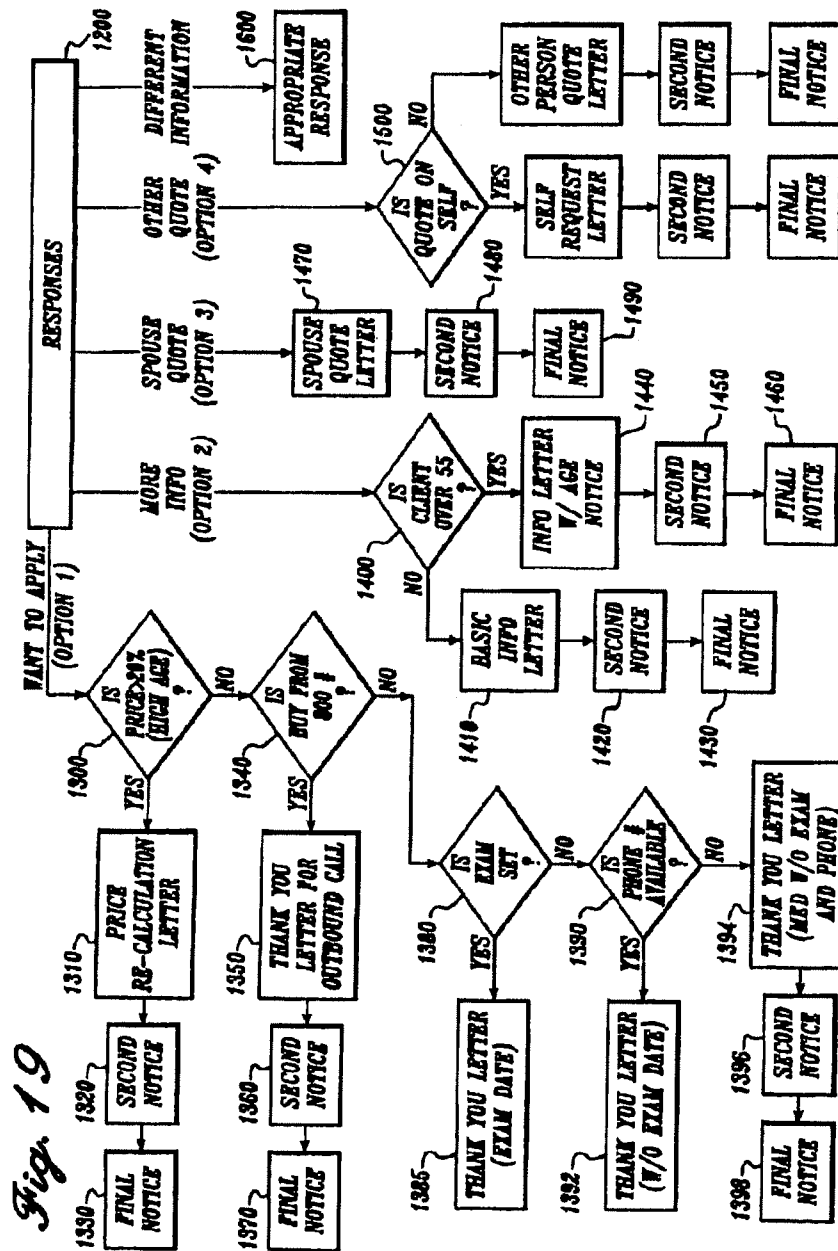 Fig. 19
RESPONSES
1200
WANT TO APPLY
(OPTION 1)
MORE
INFO
(OPTION 2)
SPOUSE
QUOTE
(OPTION 3)
OTHER
QUOTE
(OPTION 4)
DIFFERENT
INFORMATION
1300
IS
PRICE>20%
(HIGH AGE)
?
YES
NO
1310
PRICE
RE-CALCULATION
LETTER
1320
SECOND
NOTICE
1330
FINAL
NOTICE
1340
IS
BUY FROM
800 #
?
YES
NO
1350
THANK YOU
LETTER FOR
OUTBOUND CALL
1360
SECOND
NOTICE
1370
FINAL
NOTICE
1380
IS
EXAM
SET
?
YES
NO
1385
THANK YOU LETTER
(EXAM DATE)
1390
IS
PHONE #
AVAILABLE
?
YES
NO
1392
THANK YOU LETTER
(W/O EXAM DATE)
1394
THANK YOU LETTER
(MED W/O EXAM
AND PHONE)
1396
SECOND
NOTICE
1398
FINAL
NOTICE
1400
IS
CLIENT
OVER 55
?
NO
YES
1410
BASIC
INFO
LETTER
1420
SECOND
NOTICE
1430
FINAL
NOTICE
1440
INFO LETTER
W/ AGE
NOTICE
1450
SECOND
NOTICE
1460
FINAL
NOTICE
1470
SPOUSE
QUOTE
LETTER
1480
SECOND
NOTICE
1490
FINAL
NOTICE
1500
IS
QUOTE ON
SELF
?
YES
NO
SELF
REQUEST
LETTER
SECOND
NOTICE
FINAL
NOTICE
OTHER
PERSON
QUOTE
LETTER
SECOND
NOTICE
FINAL
NOTICE
1600
APPROPRIATE
RESPONSE